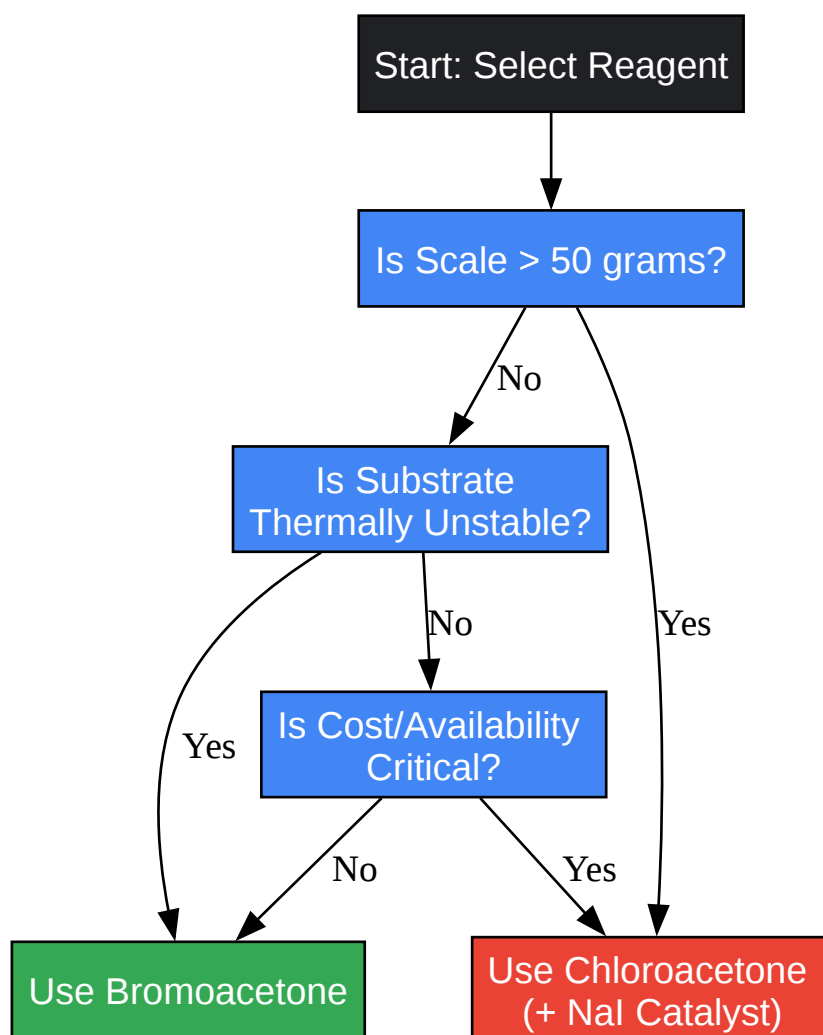 Start: Select Reagent
Is Scale > 50 grams?
No
Is Substrate
Thermally Unstable?
No
Yes
Is Cost/Availability
Critical?
Yes
No
Yes
Use Bromoacetone
Use Chloroacetone
(+ NaI Catalyst)